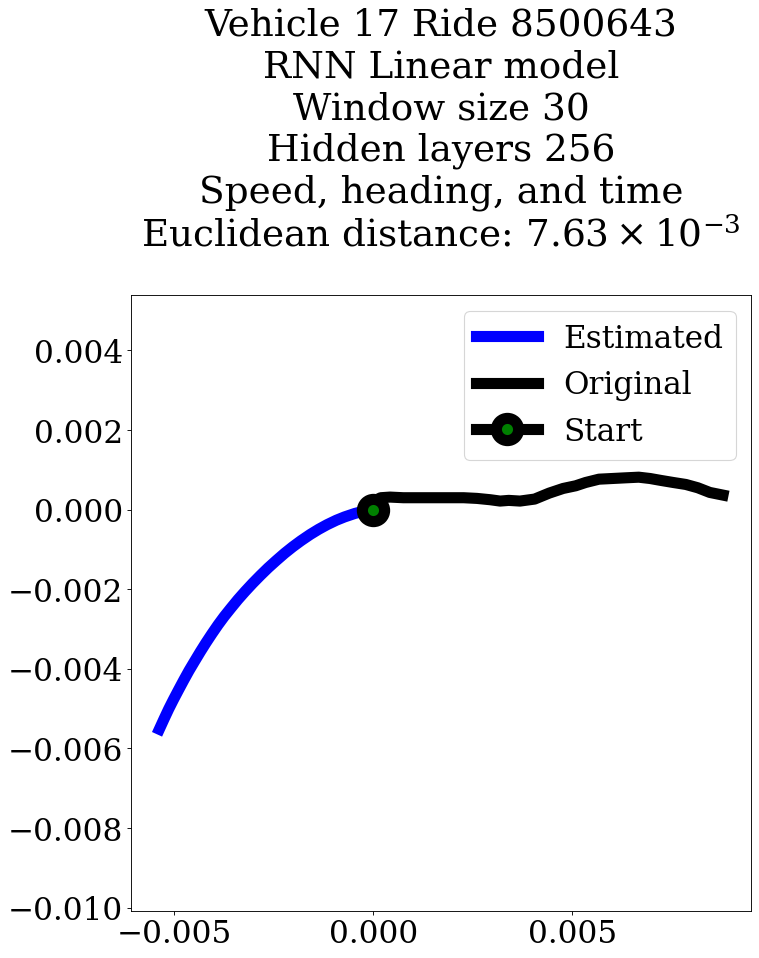 Vehicle 17 Ride 8500643
RNN Linear model
Window size 30
Hidden layers 256
Speed, heading, and time
Euclidean distance: 7.63 × 10⁻³
Estimated
Original
Start
0.004
0.002
0.000
−0.002
−0.004
−0.006
−0.008
−0.010
−0.005 0.000 0.005